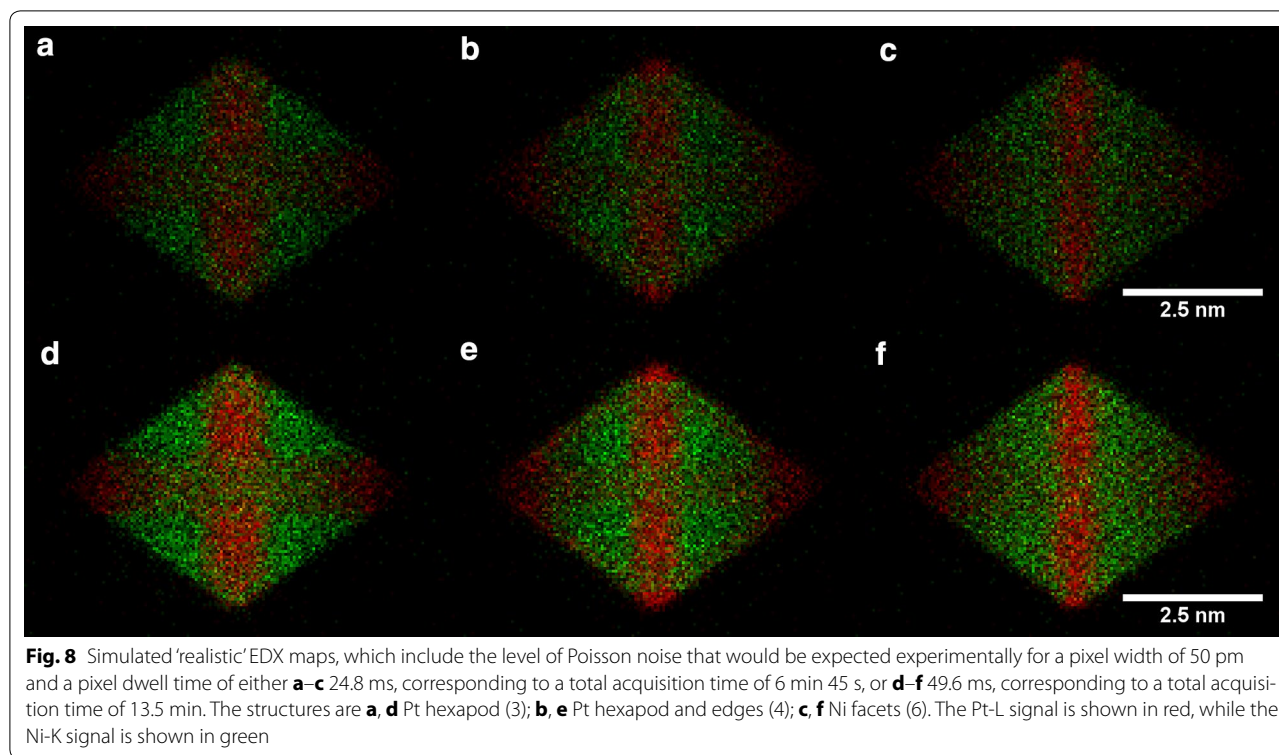 a
b
c
2.5 nm
d
e
f
2.5 nm
Fig. 8 Simulated ‘realistic’ EDX maps, which include the level of Poisson noise that would be expected experimentally for a pixel width of 50 pm
and a pixel dwell time of either a–c 24.8 ms, corresponding to a total acquisition time of 6 min 45 s, or d–f 49.6 ms, corresponding to a total acquisi-
tion time of 13.5 min. The structures are a, d Pt hexapod (3); b, e Pt hexapod and edges (4); c, f Ni facets (6). The Pt-L signal is shown in red, while the
Ni-K signal is shown in green